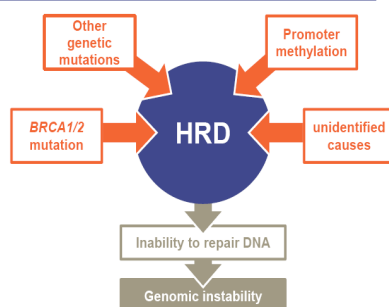 Other
genetic
mutations
Promoter
methylation
HRD
BRCA1/2
mutation
unidentified
causes
Inability to repair DNA
Genomic instability